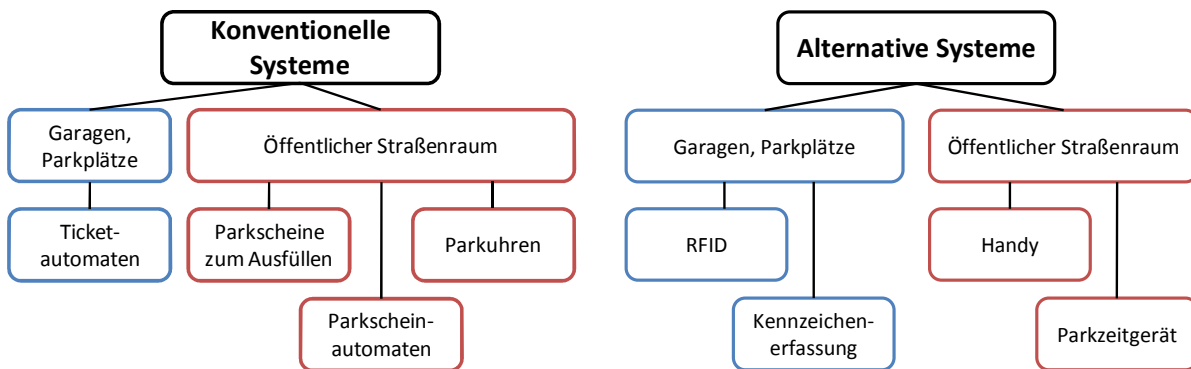 Konventionelle
Systeme
Garagen,
Parkplätze
Öffentlicher Straßenraum
Ticket-
automaten
Parkscheine
zum Ausfüllen
Parkuhren
Parkschein-
automaten
Alternative Systeme
Garagen, Parkplätze
Öffentlicher Straßenraum
RFID
Handy
Kennzeichen-
erfassung
Parkzeitgerät